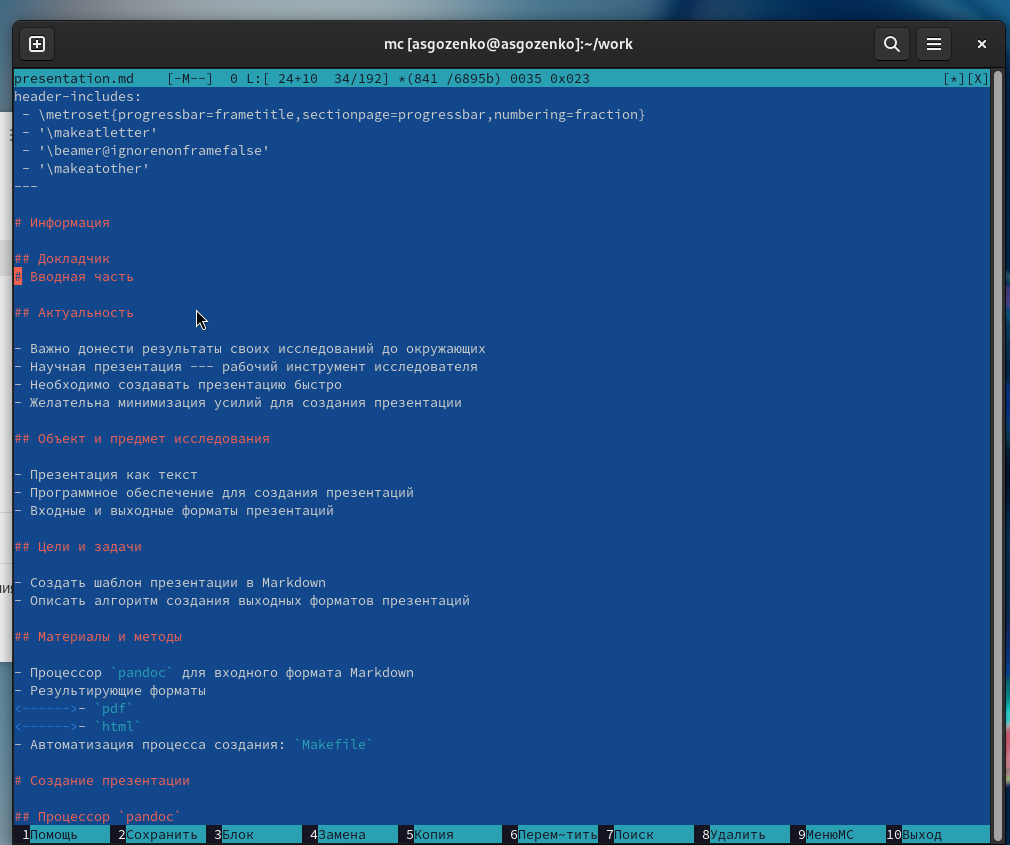 mc [asgozenko@asgozenko]:~/work
presentation.md    [-M--]  0 L:[ 24+10  34/192] *(841 /6895b) 0035 0x023    [*][X]
header-includes:
 - \metroset{progressbar=frametitle,sectionpage=progressbar,numbering=fraction}
 - '\makeatletter'
 - '\beamer@ignorenonframefalse'
 - '\makeatother'
---
# Информация
## Докладчик
# Вводная часть
## Актуальность
- Важно донести результаты своих исследований до окружающих
- Научная презентация --- рабочий инструмент исследователя
- Необходимо создавать презентацию быстро
- Желательна минимизация усилий для создания презентации
## Объект и предмет исследования
- Презентация как текст
- Программное обеспечение для создания презентаций
- Входные и выходные форматы презентаций
## Цели и задачи
- Создать шаблон презентации в Markdown
- Описать алгоритм создания выходных форматов презентаций
## Материалы и методы
- Процессор `pandoc` для входного формата Markdown
- Результирующие форматы
<------>- `pdf`
<------>- `html`
- Автоматизация процесса создания: `Makefile`
# Создание презентации
## Процессор `pandoc`
1Помощь 2Сохранить 3Блок 4Замена 5Копия 6Перем~тить 7Поиск 8Удалить 9МенюMC 10Выход